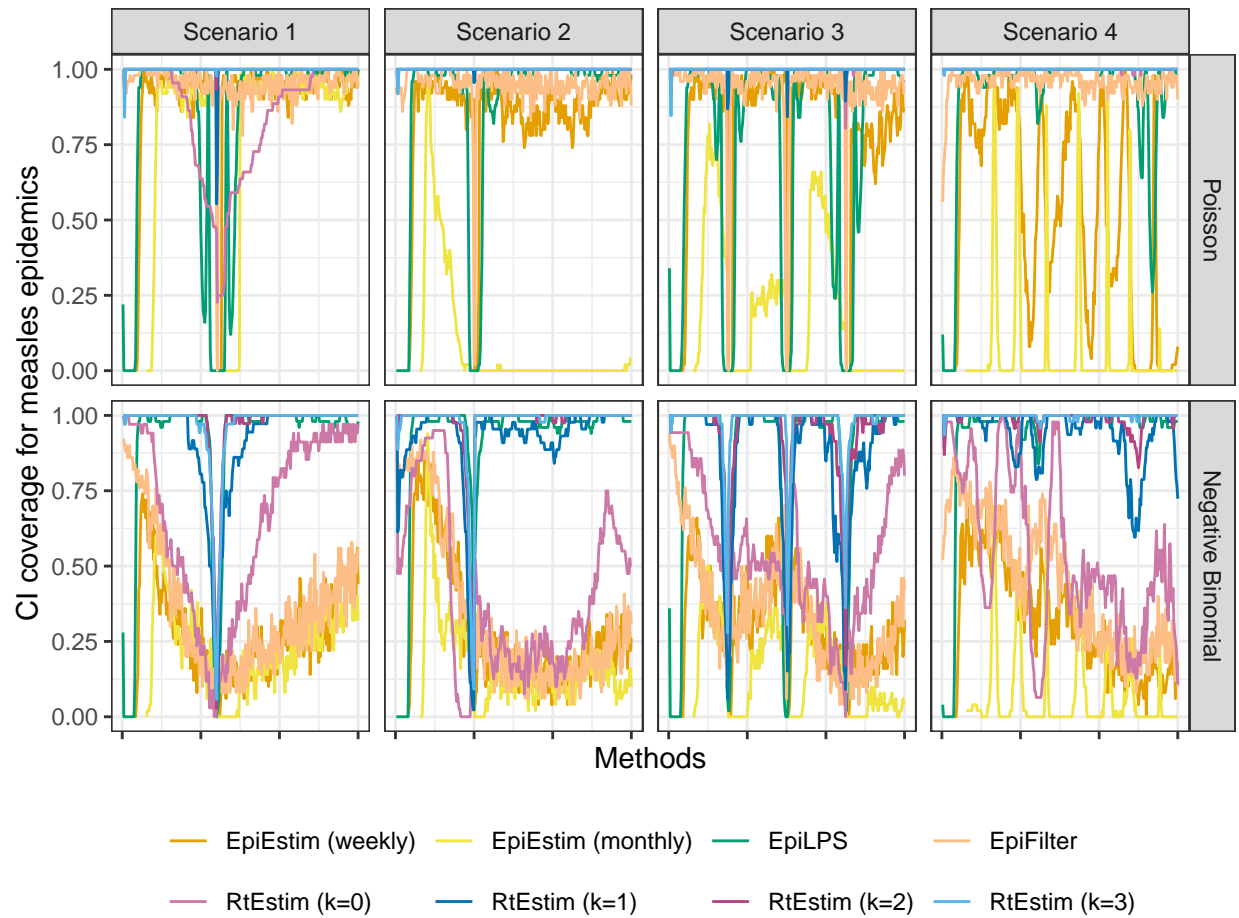 Scenario 1 Scenario 2 Scenario 3 Scenario 4
CI coverage for measles epidemics
1.00
0.75
0.50
0.25
0.00
Poisson
1.00
0.75
0.50
0.25
0.00
Negative Binomial
Methods
EpiEstim (weekly) EpiEstim (monthly) EpiLPS EpiFilter
RtEstim (k=0) RtEstim (k=1) RtEstim (k=2) RtEstim (k=3)